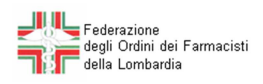 Federazione
degli Ordini dei Farmacisti
della Lombardia